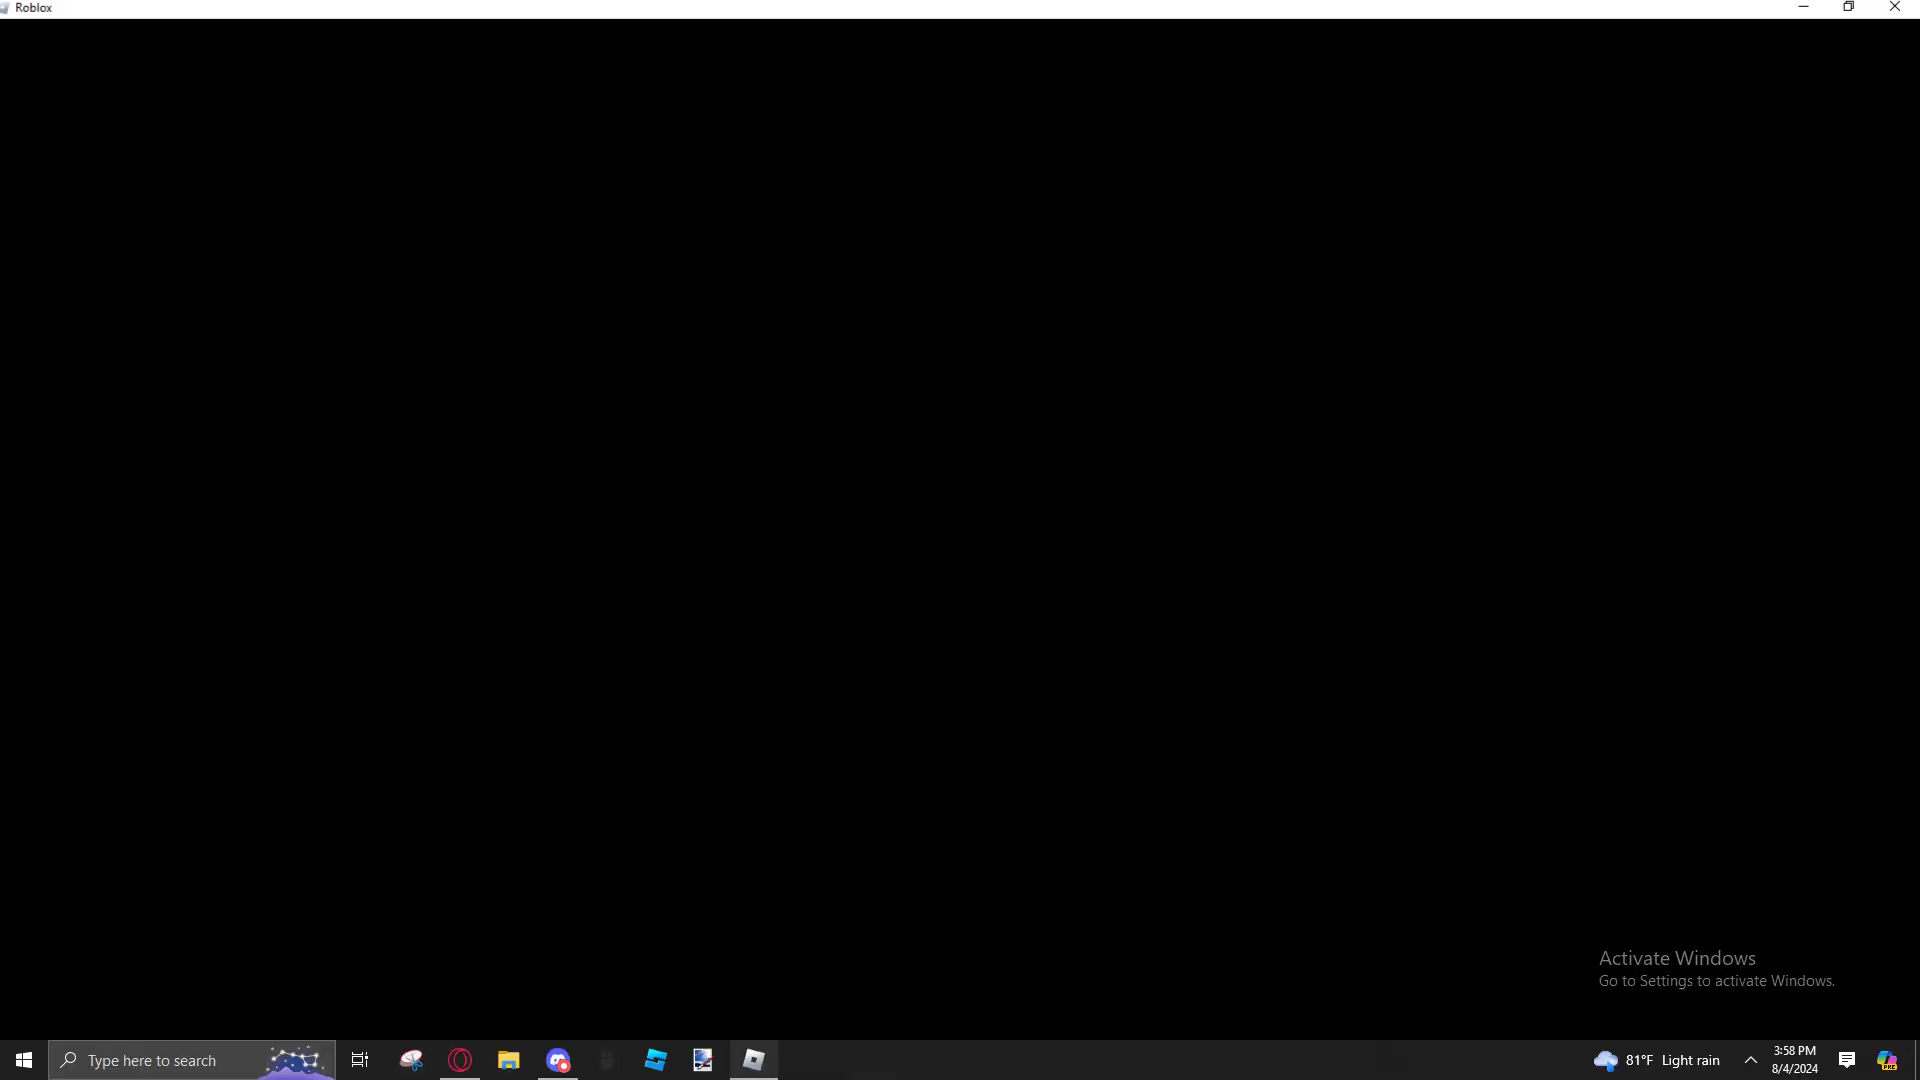 Roblox
Activate Windows
Go to Settings to activate Windows.
Type here to search
81°F Light rain
3:58 PM
8/4/2024
PRE